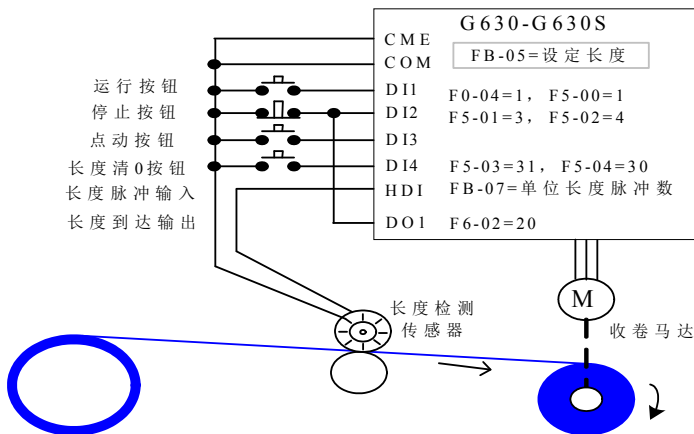 G630-G630S
CME
FB-05=设定长度
COM
运行按钮
DI1
F0-04=1，F5-00=1
停止按钮
DI2
F5-01=3，F5-02=4
点动按钮
DI3
长度清0按钮
DI4
F5-03=31，F5-04=30
长度脉冲输入
HDI
FB-07=单位长度脉冲数
长度到达输出
DO1
F6-02=20
M
长度检测
传感器
收卷马达